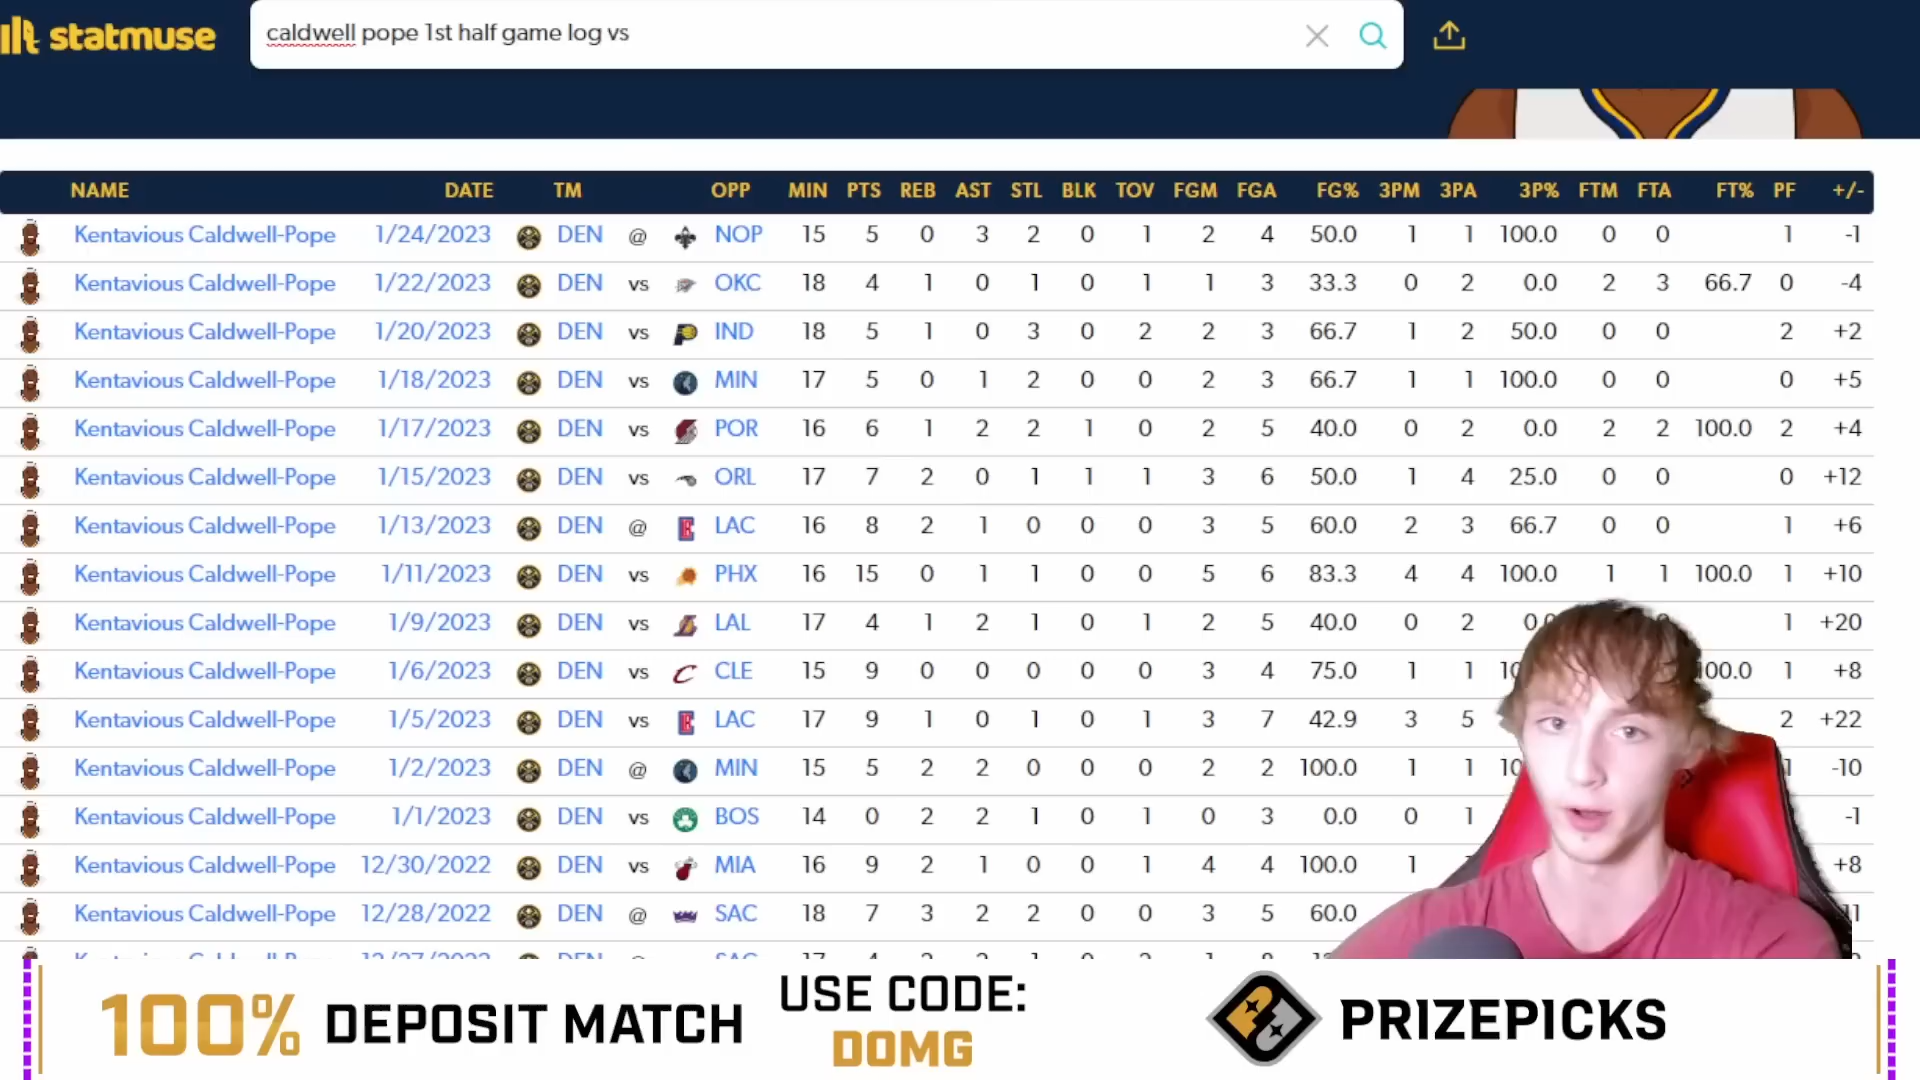 statmuse
caldwell pope 1st half game log vs
NAME DATE TM OPP MIN PTS REB AST STL BLK TOV FGM FGA FG% 3PM 3PA 3P% FTM FTA FT% PF +/-
Kentavious Caldwell-Pope 1/24/2023 DEN @ NOP 15 5 0 3 2 0 1 2 4 50.0 1 1 100.0 0 0 1 -1
Kentavious Caldwell-Pope 1/22/2023 DEN vs OKC 18 4 1 0 1 0 1 1 3 33.3 0 2 0.0 2 3 66.7 0 -4
Kentavious Caldwell-Pope 1/20/2023 DEN vs IND 18 5 1 0 3 0 2 2 3 66.7 1 2 50.0 0 0 2 +2
Kentavious Caldwell-Pope 1/18/2023 DEN vs MIN 17 5 0 1 2 0 0 2 3 66.7 1 1 100.0 0 0 0 +5
Kentavious Caldwell-Pope 1/17/2023 DEN vs POR 16 6 1 2 2 1 0 2 5 40.0 0 2 0.0 2 2 100.0 2 +4
Kentavious Caldwell-Pope 1/15/2023 DEN vs ORL 17 7 2 0 1 1 1 3 6 50.0 1 4 25.0 0 0 0 +12
Kentavious Caldwell-Pope 1/13/2023 DEN @ LAC 16 8 2 1 0 0 0 3 5 60.0 2 3 66.7 0 0 1 +6
Kentavious Caldwell-Pope 1/11/2023 DEN vs PHX 16 15 0 1 1 0 0 5 6 83.3 4 4 100.0 1 1 100.0 1 +10
Kentavious Caldwell-Pope 1/9/2023 DEN vs LAL 17 4 1 2 1 0 1 2 5 40.0 0 2 1 +20
Kentavious Caldwell-Pope 1/6/2023 DEN vs CLE 15 9 0 0 0 0 0 3 4 75.0 1 1 1 +8
Kentavious Caldwell-Pope 1/5/2023 DEN vs LAC 17 9 1 0 1 0 1 3 7 42.9 3 5 2 +22
Kentavious Caldwell-Pope 1/2/2023 DEN @ MIN 15 5 2 2 0 0 0 2 2 100.0 1 1 -10
Kentavious Caldwell-Pope 1/1/2023 DEN vs BOS 14 0 2 2 1 0 1 0 3 0.0 0 1 -1
Kentavious Caldwell-Pope 12/30/2022 DEN vs MIA 16 9 2 1 0 0 1 4 4 100.0 1 +8
Kentavious Caldwell-Pope 12/28/2022 DEN @ SAC 18 7 3 2 2 0 0 3 5 60.0
100% DEPOSIT MATCH
USE CODE:
DOMG
PRIZEPICKS